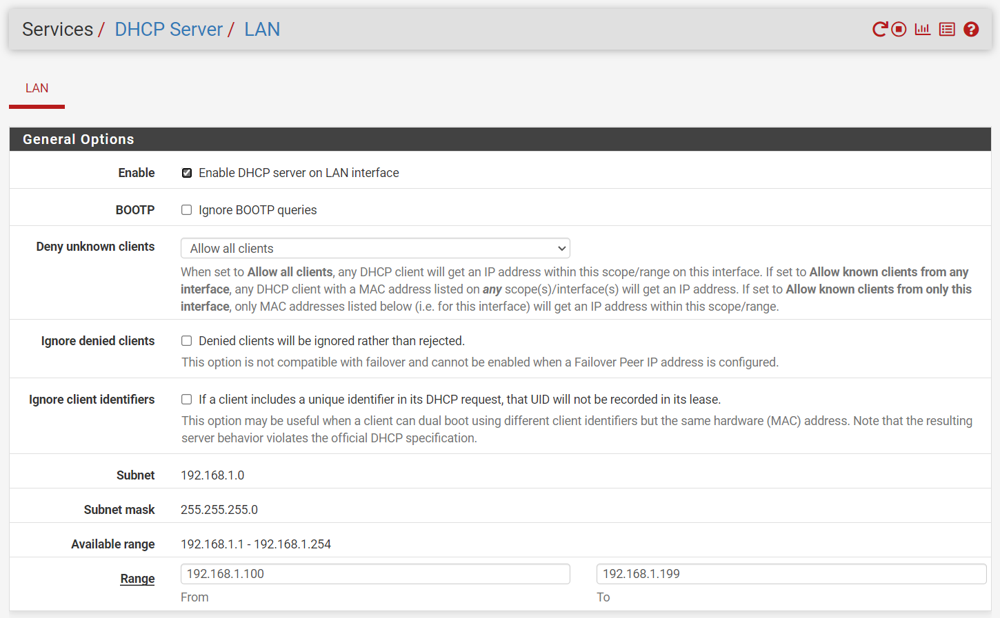 Services / DHCP Server / LAN
LAN
General Options
Enable
Enable DHCP server on LAN interface
BOOTP
Ignore BOOTP queries
Deny unknown clients
Allow all clients
When set to Allow all clients, any DHCP client will get an IP address within this scope/range on this interface. If set to Allow known clients from any
interface, any DHCP client with a MAC address listed on any scope(s)/interface(s) will get an IP address. If set to Allow known clients from only this
interface, only MAC addresses listed below (i.e. for this interface) will get an IP address within this scope/range.
Ignore denied clients
Denied clients will be ignored rather than rejected.
This option is not compatible with failover and cannot be enabled when a Failover Peer IP address is configured.
Ignore client identifiers
If a client includes a unique identifier in its DHCP request, that UID will not be recorded in its lease.
This option may be useful when a client can dual boot using different client identifiers but the same hardware (MAC) address. Note that the resulting
server behavior violates the official DHCP specification.
Subnet
192.168.1.0
Subnet mask
255.255.255.0
Available range
192.168.1.1 - 192.168.1.254
Range
192.168.1.100
192.168.1.199
From
To